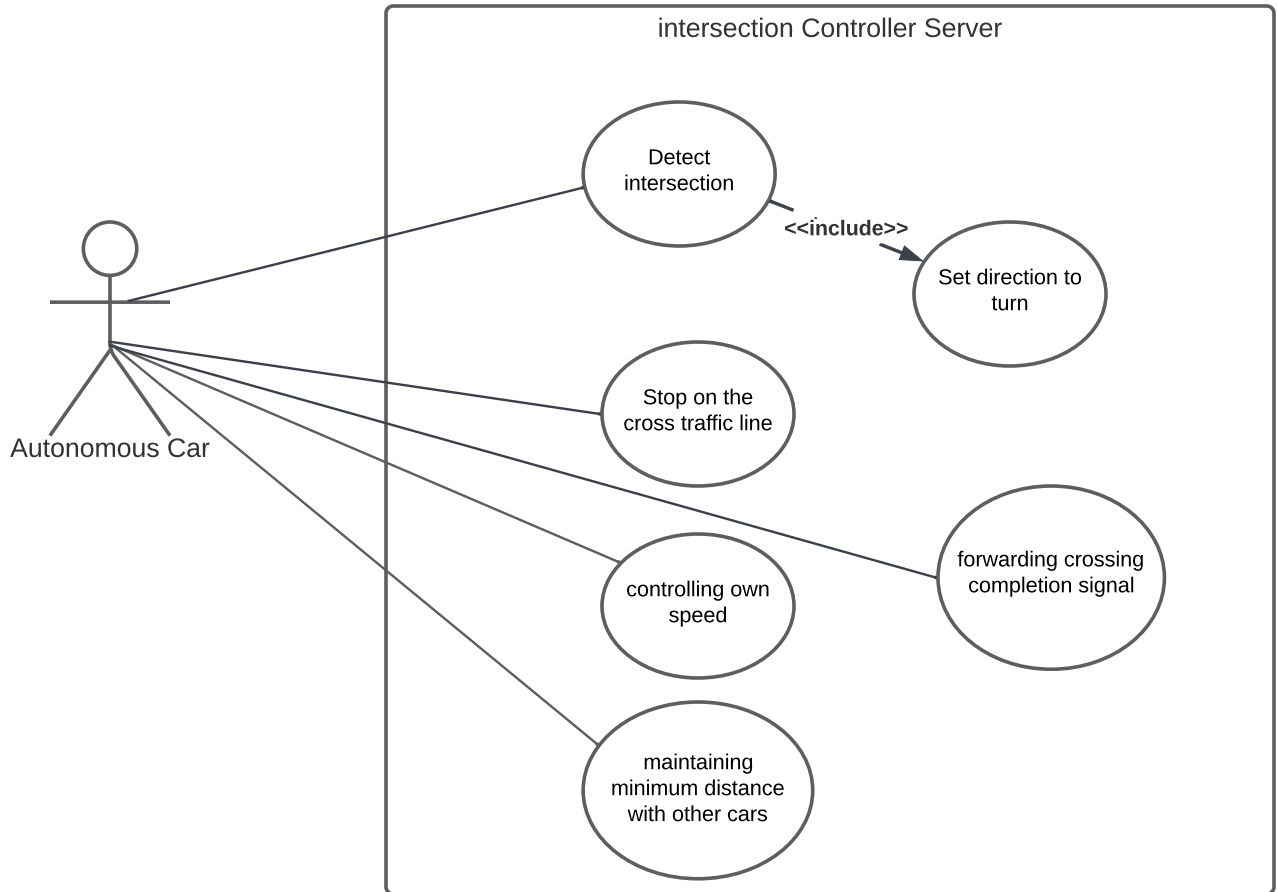 intersection Controller Server
Detect
intersection
<<include>>
Set direction to
turn
Stop on the
cross traffic line
Autonomous Car
forwarding crossing
completion signal
controlling own
speed
maintaining
minimum distance
with other cars